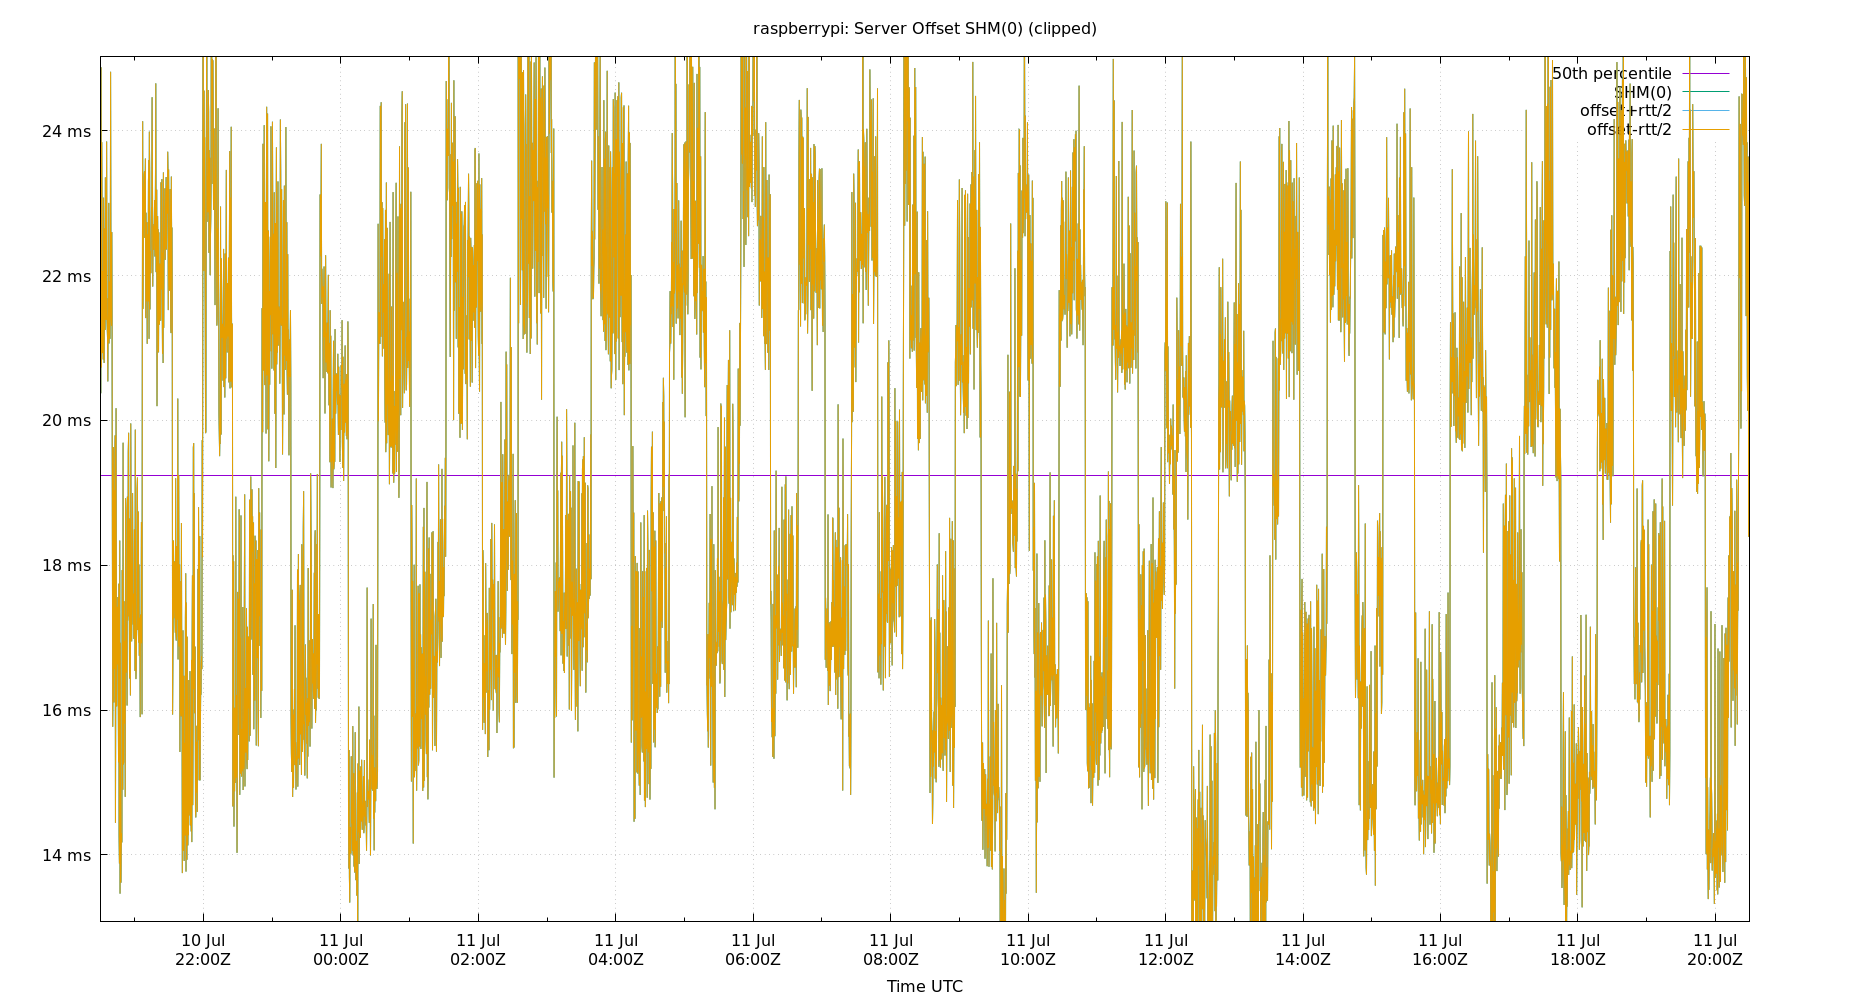 raspberrypi: Server Offset SHM(0) (clipped)
50th percentile
SHM(0)
offset+rtt/2
offset-rtt/2
24 ms
22 ms
20 ms
18 ms
16 ms
14 ms
10 Jul 11 Jul 11 Jul 11 Jul 11 Jul 11 Jul 11 Jul 11 Jul 11 Jul 11 Jul 11 Jul 11 Jul
22:00Z 00:00Z 02:00Z 04:00Z 06:00Z 08:00Z 10:00Z 12:00Z 14:00Z 16:00Z 18:00Z 20:00Z
Time UTC